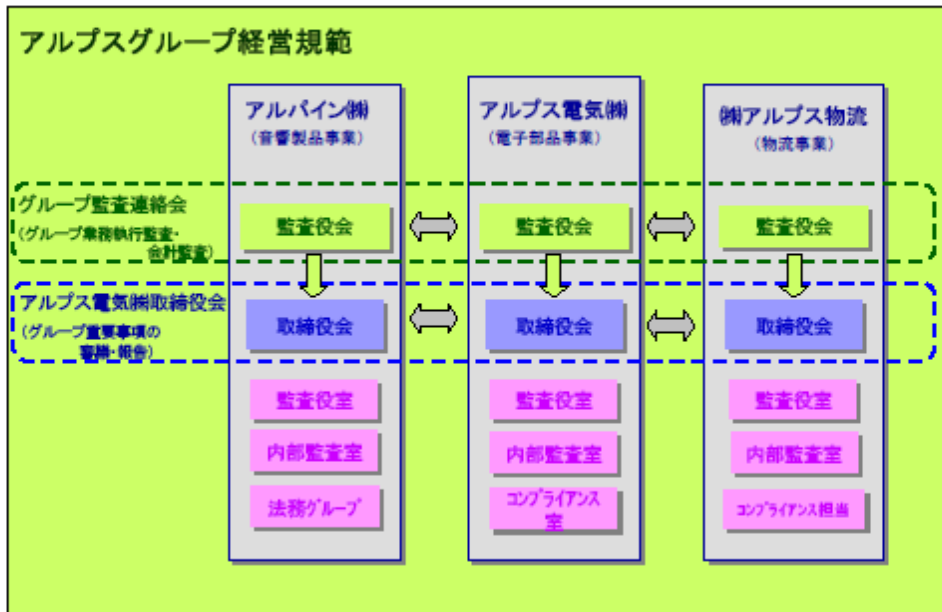 アルプスグループ経営規範
アルパイン㈱
（音響製品事業）
アルプス電気㈱
（電子部品事業）
㈱アルプス物流
（物流事業）
グループ監査連絡会
（グループ業務執行監査・
会計監査）
監査役会
監査役会
監査役会
アルプス電気㈱取締役会
（グループ重要事項の
審議・報告）
取締役会
取締役会
取締役会
監査役室
監査役室
監査役室
内部監査室
内部監査室
内部監査室
法務グループ
コンプライアンス
室
コンプライアンス担当